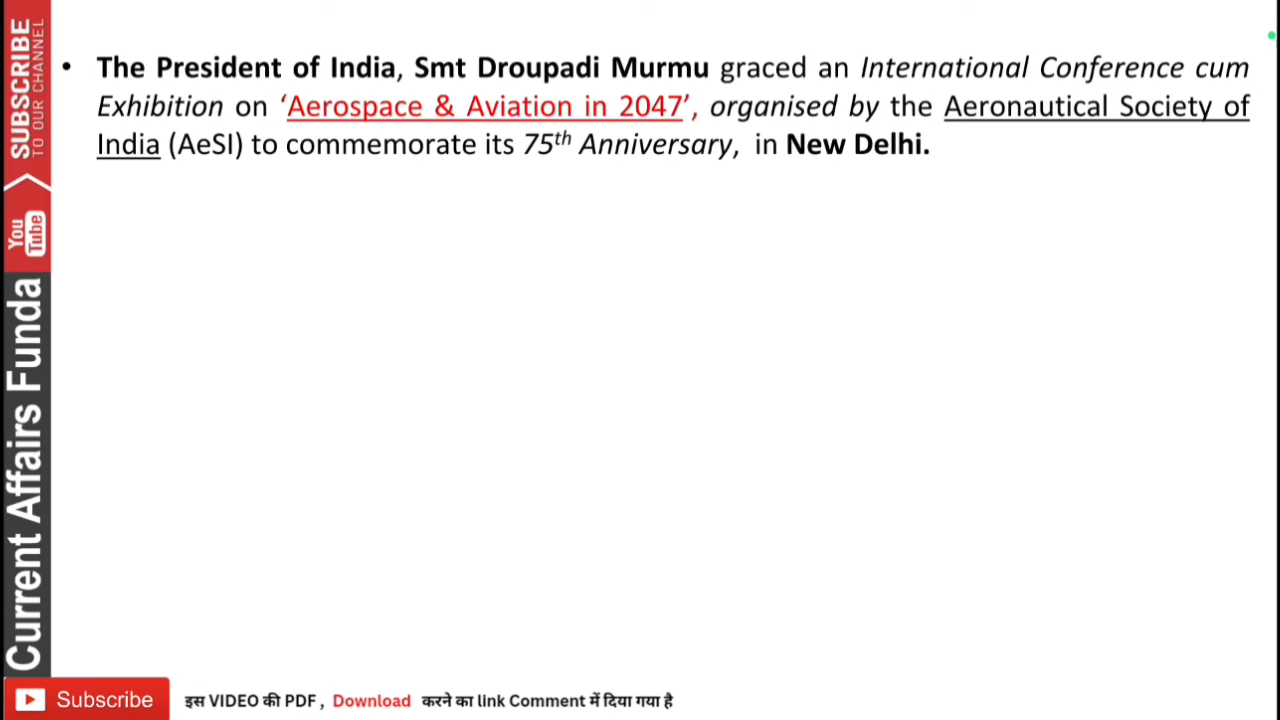 • The President of India, Smt Droupadi Murmu graced an International Conference cum
Exhibition on ‘Aerospace & Aviation in 2047’, organised by the Aeronautical Society of
India (AeSI) to commemorate its 75th Anniversary, in New Delhi.
SUBSCRIBE
TO OUR CHANNEL
You
Tube
Current Affairs Funda
Subscribe
इस VIDEO की PDF , Download करने का link Comment में दिया गया है